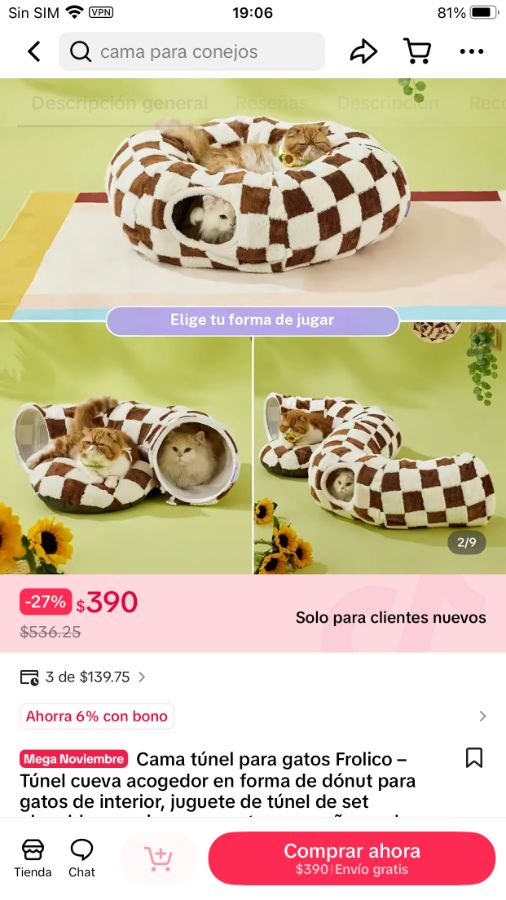 Sin SIM VPN 19:06 81%
cama para conejos
Descripción general Reseñas Descripción
Elige tu forma de jugar
2/9
-27% $390
$536.25
Solo para clientes nuevos
3 de $139.75
Ahorra 6% con bono
Mega Noviembre Cama túnel para gatos Frolico –
Túnel cueva acogedor en forma de dónut para
gatos de interior, juguete de túnel de set
Tienda
Chat
Comprar ahora
$390 | Envío gratis